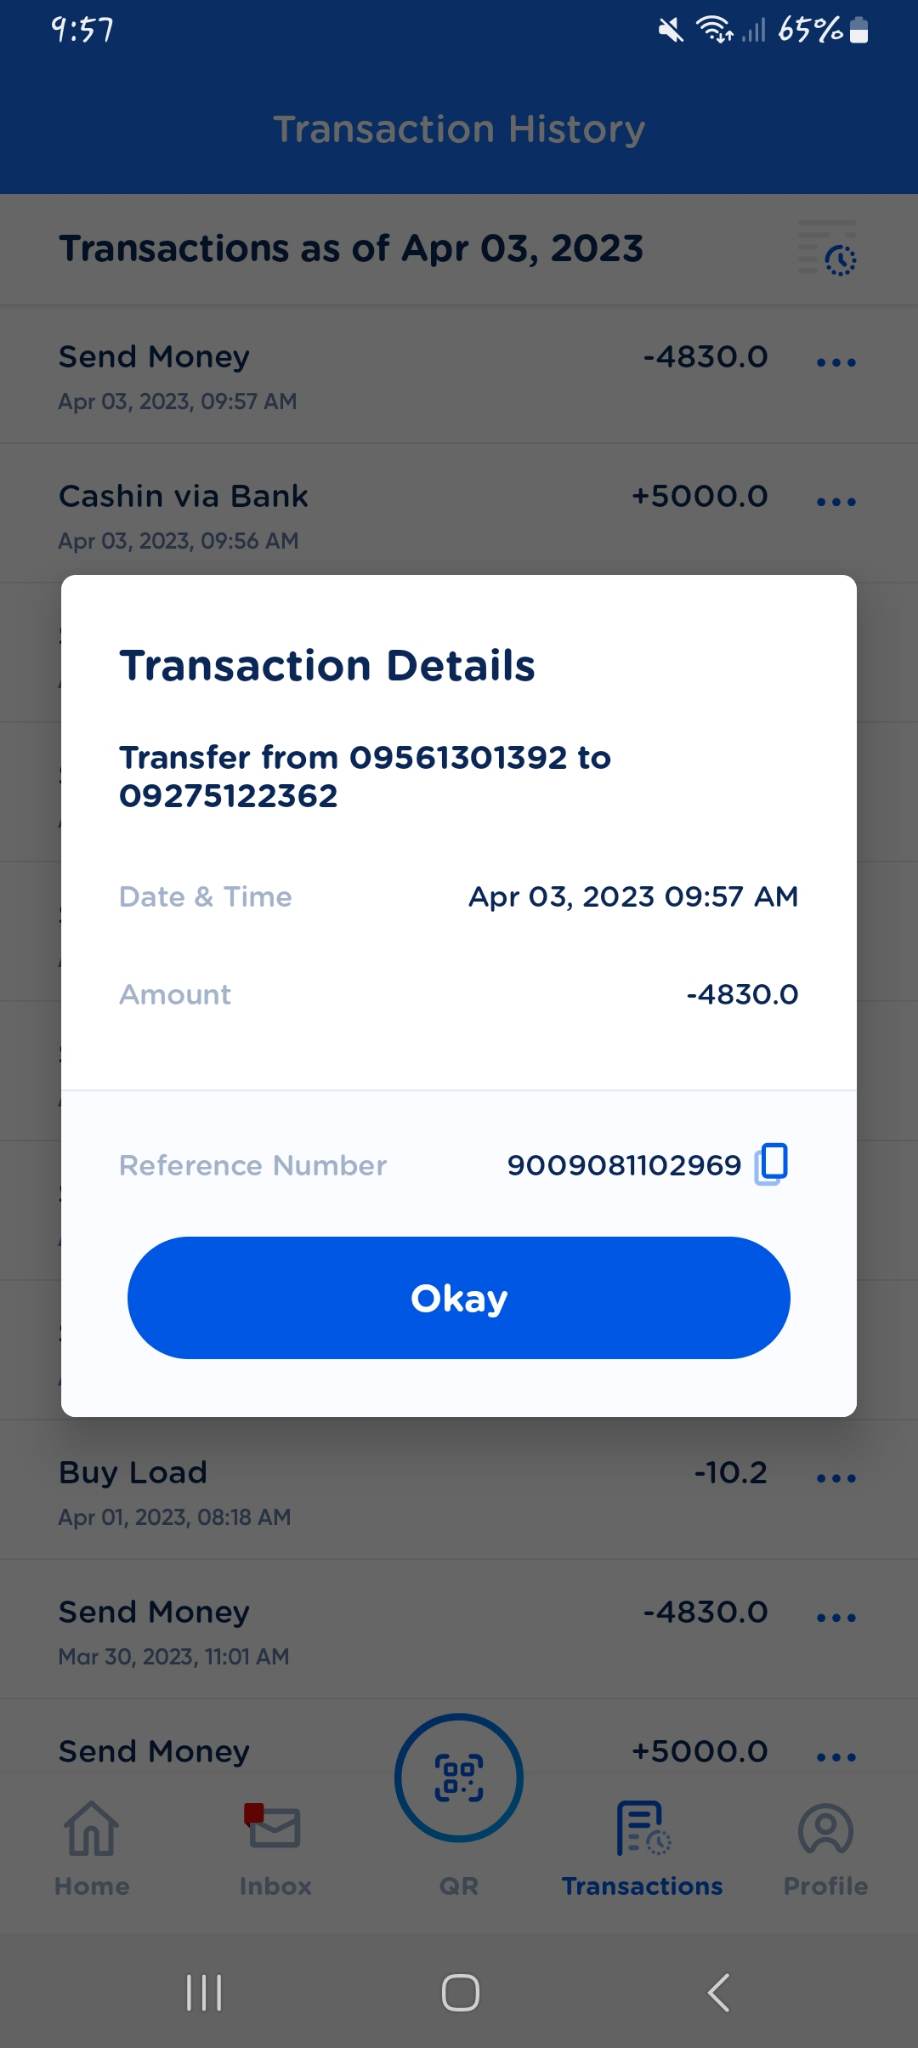 9:57
65%
Transaction History
Transactions as of Apr 03, 2023
Send Money -4830.0
Apr 03, 2023, 09:57 AM
Cashin via Bank +5000.0
Apr 03, 2023, 09:56 AM
Transaction Details
Transfer from 09561301392 to
09275122362
Date & Time Apr 03, 2023 09:57 AM
Amount -4830.0
Reference Number 9009081102969
Okay
Buy Load -10.2
Apr 01, 2023, 08:18 AM
Send Money -4830.0
Mar 30, 2023, 11:01 AM
Send Money +5000.0
Home Inbox QR Transactions Profile